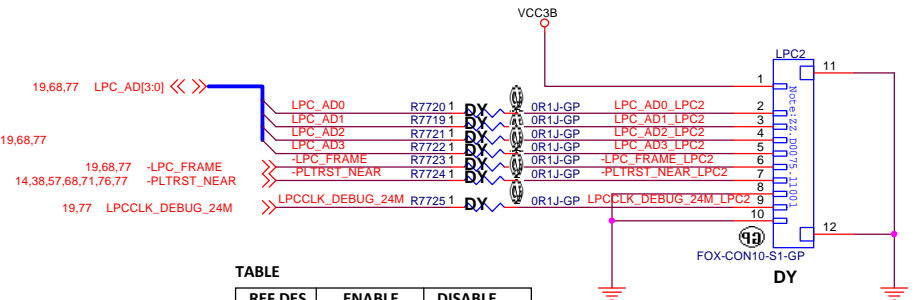 VCC3B
LPC2
19,68,77 LPC_AD[3:0]
1
11
LPC_AD0 R7720 1 DY 0R1J-GP LPC_AD0_LPC2 2
LPC_AD1 R7719 1 DY 0R1J-GP LPC_AD1_LPC2 3
19,68,77 LPC_AD2 R7721 1 DY 0R1J-GP LPC_AD2_LPC2 4
LPC_AD3 R7722 1 DY 0R1J-GP LPC_AD3_LPC2 5
19,68,77 -LPC_FRAME -LPC_FRAME R7723 1 DY 0R1J-GP -LPC_FRAME_LPC2 6
14,38,57,68,71,76,77 -PLTRST_NEAR -PLTRST_NEAR R7724 1 DY 0R1J-GP -PLTRST_NEAR_LPC2 7
8
19,77 LPCCLK_DEBUG_24M LPCCLK_DEBUG_24M R7725 1 DY 0R1J-GP LPCCLK_DEBUG_24M_LPC2 9
10
12
Note:ZZ.D0575.11001
GP
FOX-CON10-S1-GP
DY
TABLE
REF DES ENABLE DISABLE